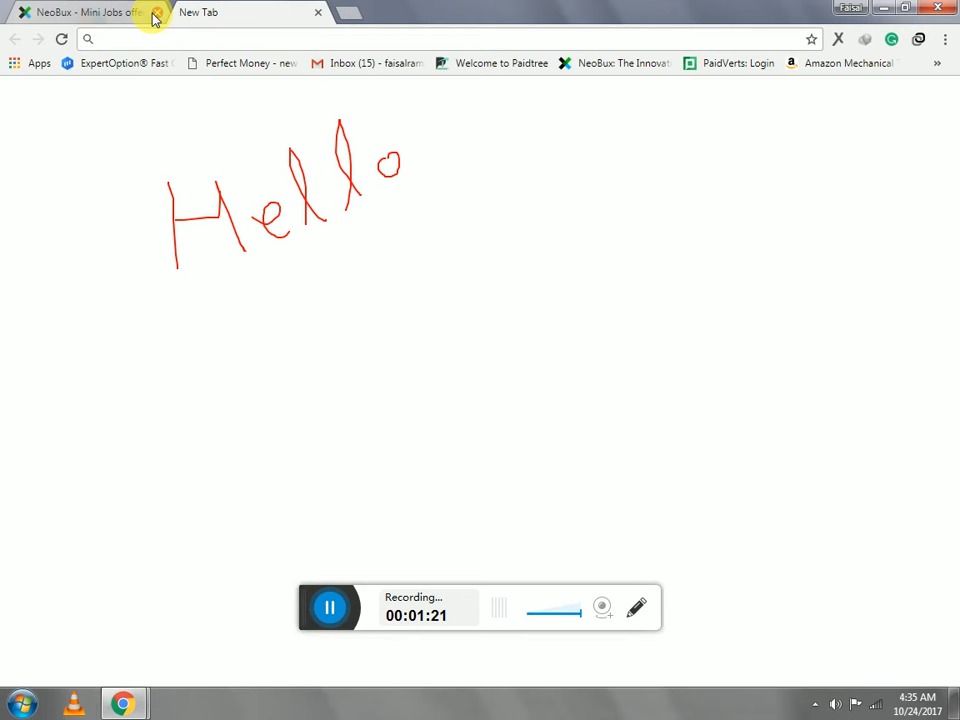 NeoBux - Mini Jobs offe
New Tab
Faisal
Apps
ExpertOption® Fast
Perfect Money - new
Inbox (15) - faisalram
Welcome to Paidtree
NeoBux: The Innovat
PaidVerts: Login
Amazon Mechanical
»
Hello
Recording...
00:01:21
4:35 AM
10/24/2017